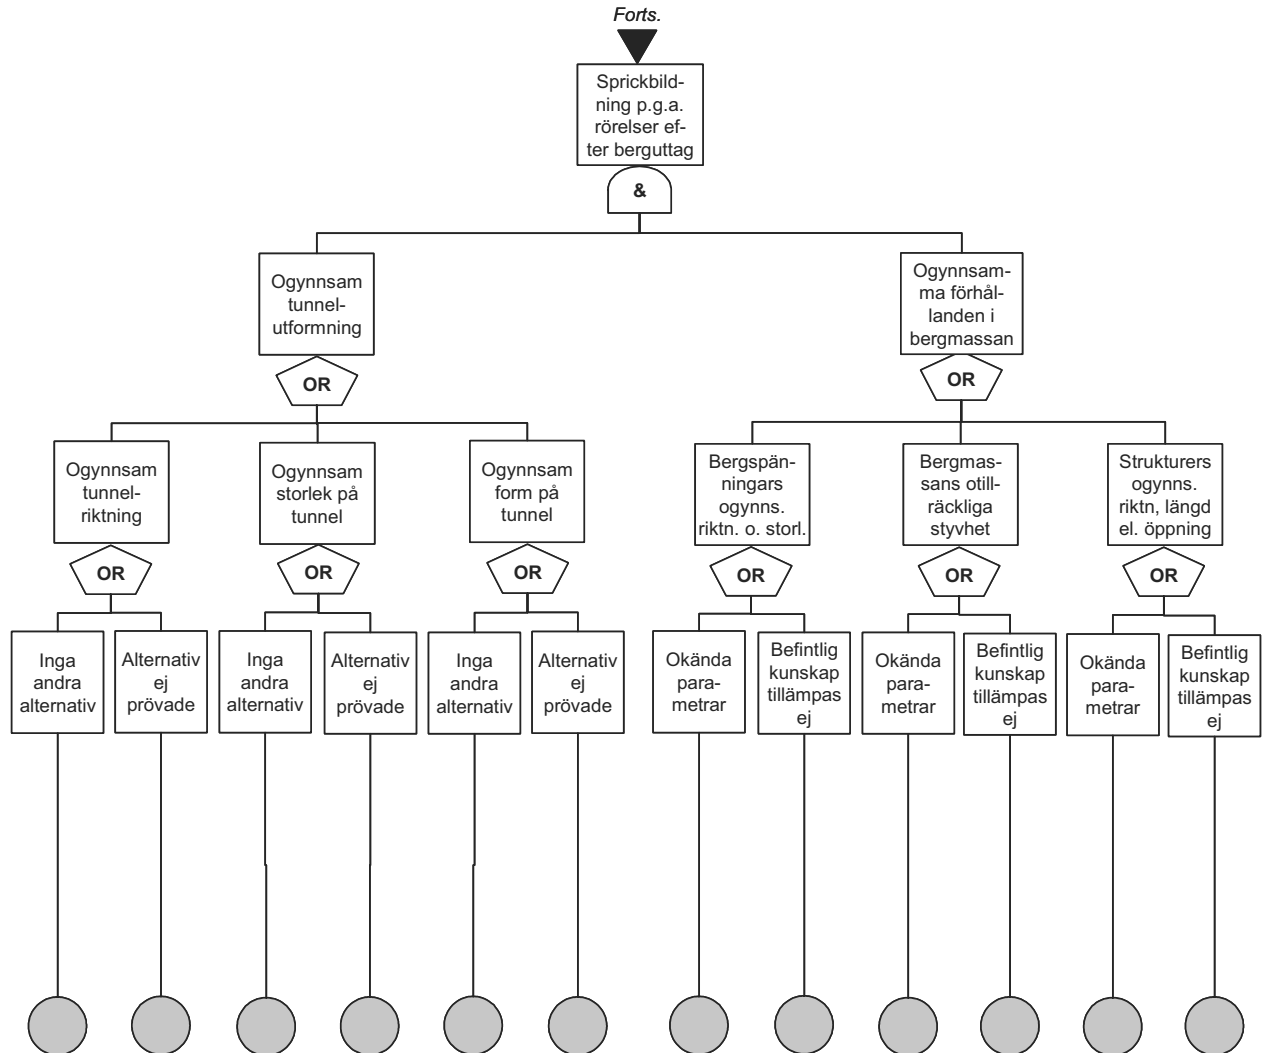 Forts.
Sprickbild-
ning p.g.a.
rörelser ef-
ter berguttag
&
Ogynnsam
tunnel-
utformning
Ogynnsam-
ma förhål-
landen i
bergmassan
OR
OR
Ogynnsam
tunnel-
riktning
Ogynnsam
storlek på
tunnel
Ogynnsam
form på
tunnel
Bergspän-
ningars
ogynns.
riktn. o. storl.
Bergmas-
sans otill-
räckliga
styvhet
Strukturers
ogynns.
riktn, längd
el. öppning
OR
OR
OR
OR
OR
OR
Inga
andra
alternativ
Alternativ
ej
prövade
Inga
andra
alternativ
Alternativ
ej
prövade
Inga
andra
alternativ
Alternativ
ej
prövade
Okända
para-
metrar
Befintlig
kunskap
tillämpas
ej
Okända
para-
metrar
Befintlig
kunskap
tillämpas
ej
Okända
para-
metrar
Befintlig
kunskap
tillämpas
ej